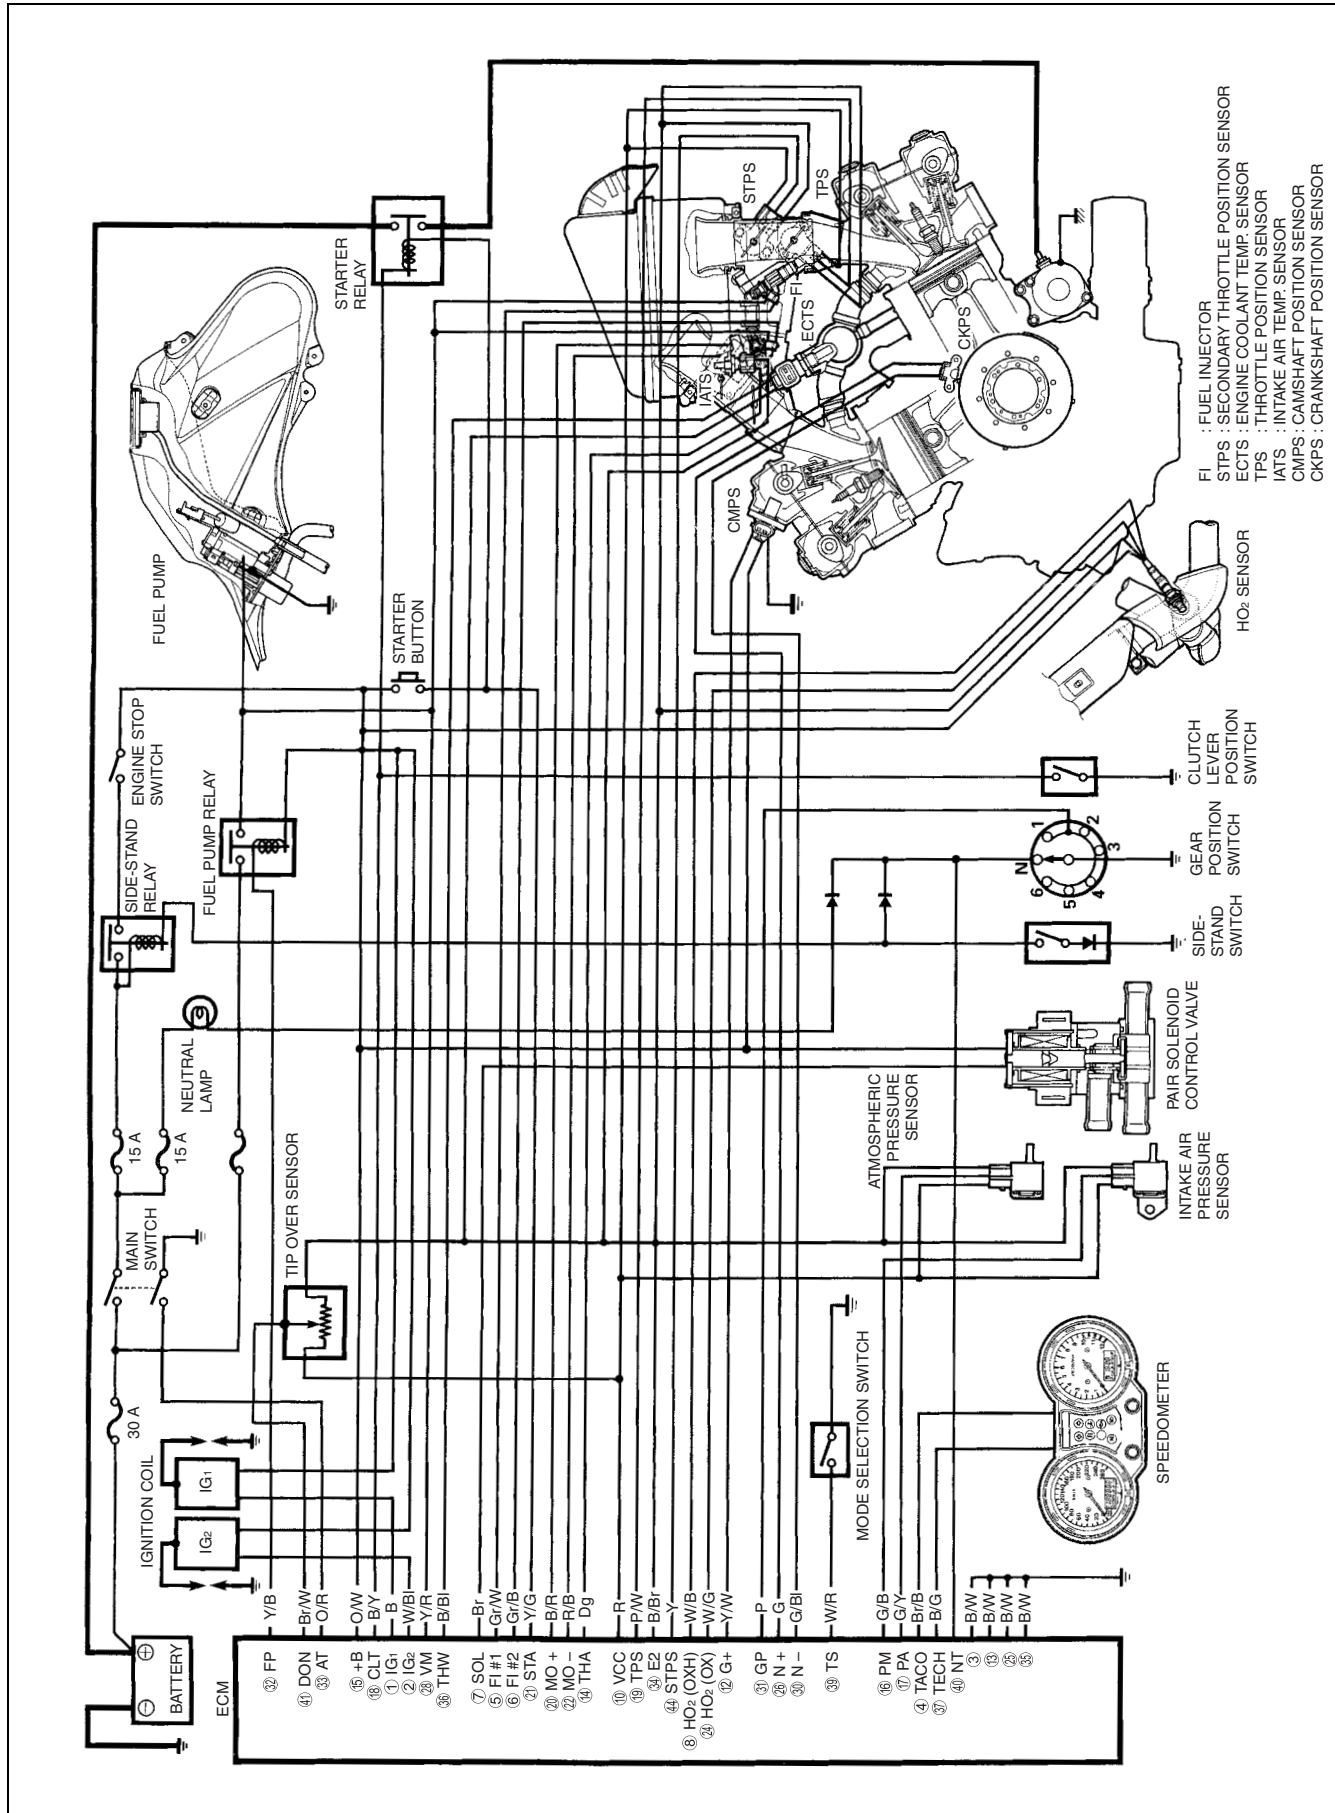 BATTERY
30 A
MAIN
SWITCH
15 A
15 A
SIDE-STAND
RELAY
ENGINE STOP
SWITCH
FUEL PUMP
STARTER
RELAY
IGNITION COIL
IG2
IG1
TIP OVER SENSOR
NEUTRAL
LAMP
FUEL PUMP RELAY
STARTER
BUTTON
ECM
㉜ FP Y/B
㊶ DON Br/W
㉝ AT O/R
⑮ +B O/W
⑱ CLT B/Y
① IG1 B
② IG2 W/Bl
㉘ VM Y/R
㊱ THW B/Bl
⑦ SOL Br
⑤ FI #1 Gr/W
⑥ FI #2 Gr/B
㉑ STA Y/G
⑳ MO + B/R
㉒ MO – R/B
⑭ THA Dg
⑩ VCC R
⑲ TPS P/W
㉞ E2 B/Br
㊹ STPS Y
⑧ HO2 (OXH) W/B
㉔ HO2 (OX) W/G
⑫ G+ Y/W
㉛ GP P
㉖ N + G
㉚ N – G/Bl
㊴ TS W/R
⑯ PM G/B
⑰ PA G/Y
④ TACO Br/B
㊲ TECH B/G
㊵ NT
③ B/W
⑬ B/W
㉕ B/W
㉟ B/W
IATS
STPS
TPS
FI
ECTS
CKPS
CMPS
MODE SELECTION SWITCH
ATMOSPHERIC
PRESSURE
SENSOR
SPEEDOMETER
INTAKE AIR
PRESSURE
SENSOR
PAIR SOLENOID
CONTROL VALVE
SIDE-
STAND
SWITCH
N
1
2
3
4
5
6
GEAR
POSITION
SWITCH
CLUTCH
LEVER
POSITION
SWITCH
HO2 SENSOR
FI : FUEL INJECTOR
STPS : SECONDARY THROTTLE POSITION SENSOR
ECTS : ENGINE COOLANT TEMP. SENSOR
TPS : THROTTLE POSITION SENSOR
IATS : INTAKE AIR TEMP. SENSOR
CMPS : CAMSHAFT POSITION SENSOR
CKPS : CRANKSHAFT POSITION SENSOR